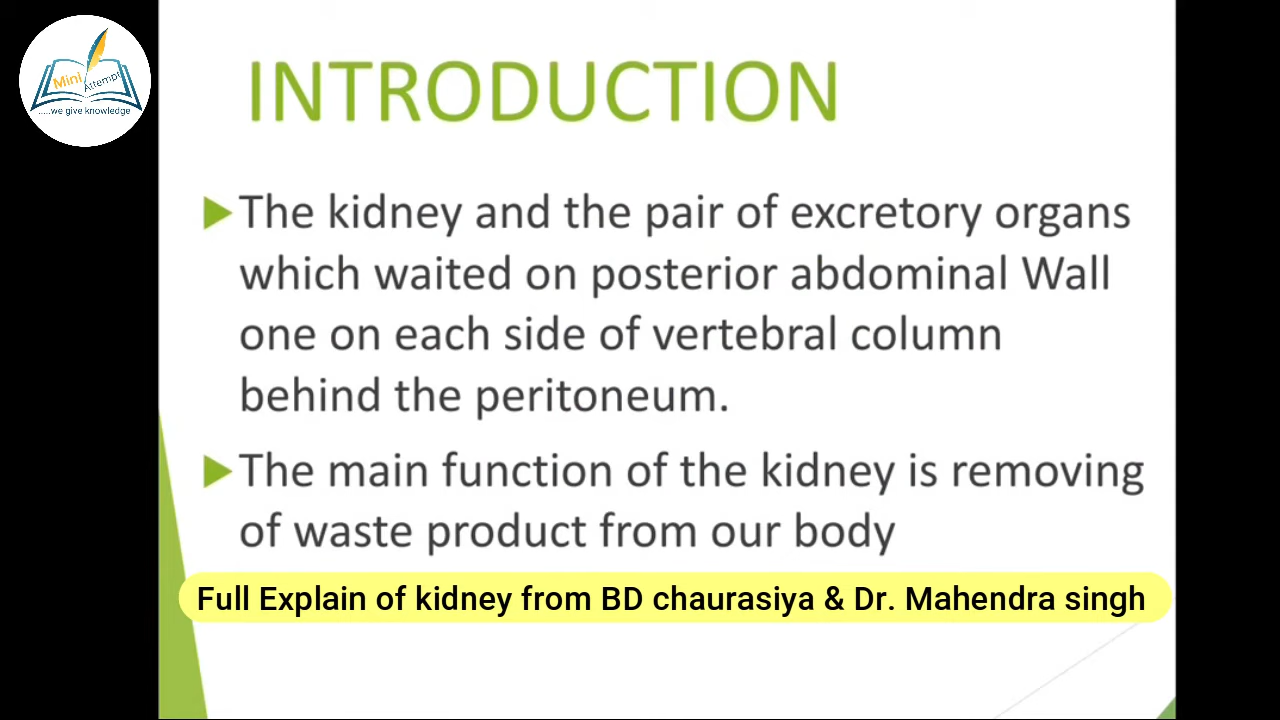 Mini
Attempt
.....we give knowledge
INTRODUCTION
The kidney and the pair of excretory organs
which waited on posterior abdominal Wall
one on each side of vertebral column
behind the peritoneum.
The main function of the kidney is removing
of waste product from our body
Full Explain of kidney from BD chaurasiya & Dr. Mahendra singh